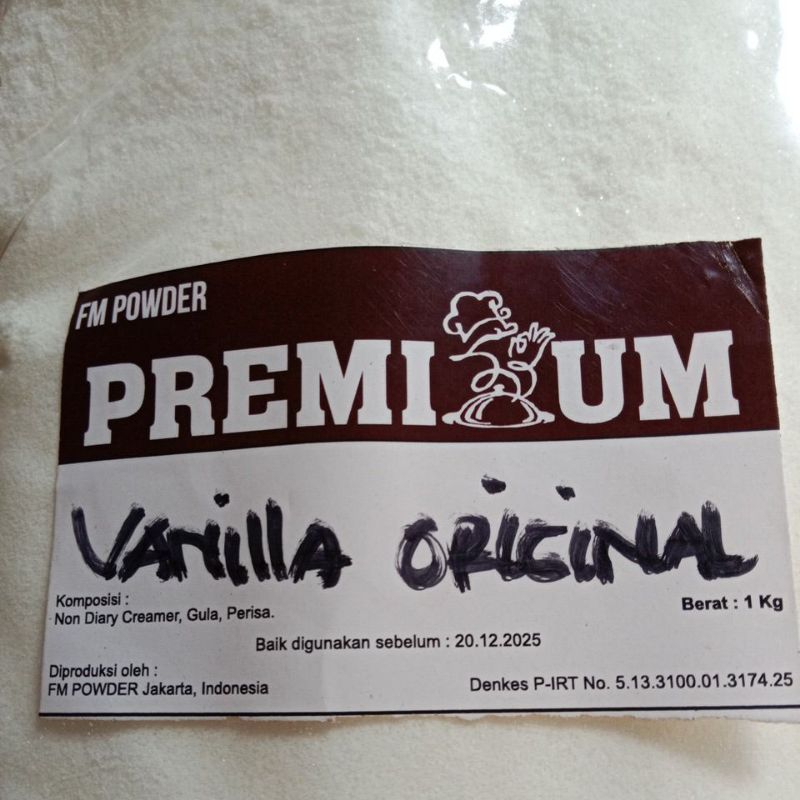 FM POWDER
PREMIUM
VANIllA ORIGINAL
Komposisi :
Non Diary Creamer, Gula, Perisa.
Berat : 1 Kg
Baik digunakan sebelum : 20.12.2025
Diproduksi oleh :
FM POWDER Jakarta, Indonesia
Denkes P-IRT No. 5.13.3100.01.3174.25